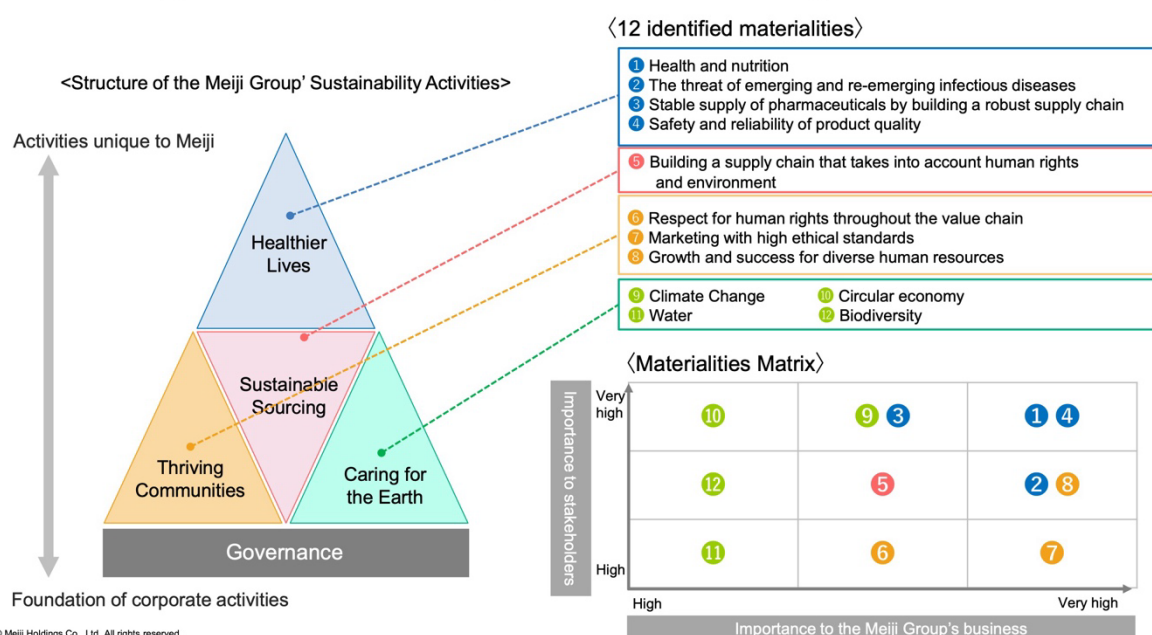 <Structure of the Meiji Group' Sustainability Activities>
Activities unique to Meiji
Healthier
Lives
Sustainable
Sourcing
Thriving
Communities
Caring for
the Earth
Governance
Foundation of corporate activities
Meiji Holdings Co., Ltd. All rights reserved
〈12 identified materialities〉
1 Health and nutrition
2 The threat of emerging and re-emerging infectious diseases
3 Stable supply of pharmaceuticals by building a robust supply chain
4 Safety and reliability of product quality
5 Building a supply chain that takes into account human rights
and environment
6 Respect for human rights throughout the value chain
7 Marketing with high ethical standards
8 Growth and success for diverse human resources
9 Climate Change 10 Circular economy
11 Water 12 Biodiversity
〈Materialities Matrix〉
Importance to stakeholders
Very
high
10 9 3 1 4
12 5 2 8
11 6 7
High
High Very high
Importance to the Meiji Group's business